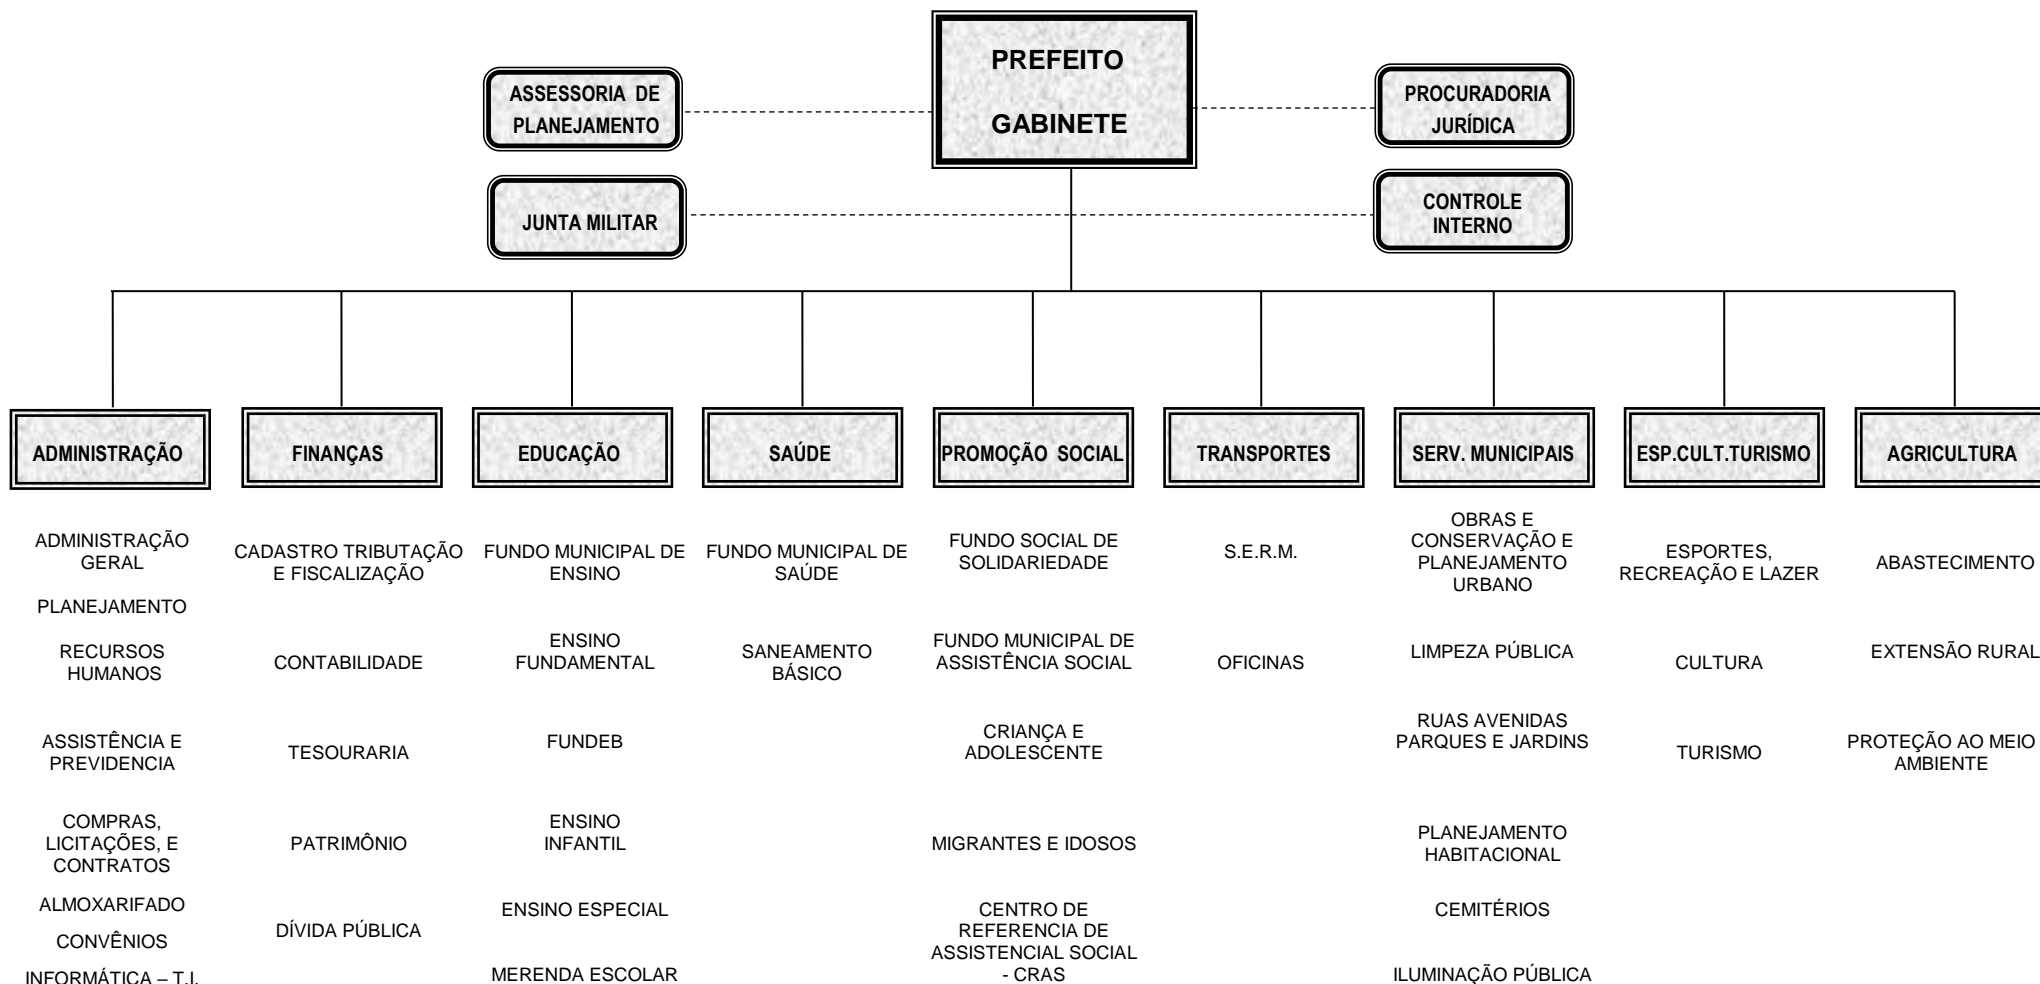 PREFEITO
GABINETE
ASSESSORIA DE
PLANEJAMENTO
PROCURADORIA
JURÍDICA
JUNTA MILITAR
CONTROLE
INTERNO
ADMINISTRAÇÃO
ADMINISTRAÇÃO
GERAL
PLANEJAMENTO
RECURSOS
HUMANOS
ASSISTÊNCIA E
PREVIDENCIA
COMPRAS,
LICITAÇÕES, E
CONTRATOS
ALMOXARIFADO
CONVÊNIOS
INFORMÁTICA – T.I.
FINANÇAS
CADASTRO TRIBUTAÇÃO
E FISCALIZAÇÃO
CONTABILIDADE
TESOURARIA
PATRIMÔNIO
DÍVIDA PÚBLICA
EDUCAÇÃO
FUNDO MUNICIPAL DE
ENSINO
ENSINO
FUNDAMENTAL
FUNDEB
ENSINO
INFANTIL
ENSINO ESPECIAL
MERENDA ESCOLAR
SAÚDE
FUNDO MUNICIPAL DE
SAÚDE
SANEAMENTO
BÁSICO
PROMOÇÃO SOCIAL
FUNDO SOCIAL DE
SOLIDARIEDADE
FUNDO MUNICIPAL DE
ASSISTÊNCIA SOCIAL
CRIANÇA E
ADOLESCENTE
MIGRANTES E IDOSOS
CENTRO DE
REFERENCIA DE
ASSISTENCIAL SOCIAL
- CRAS
TRANSPORTES
S.E.R.M.
OFICINAS
SERV. MUNICIPAIS
OBRAS E
CONSERVAÇÃO E
PLANEJAMENTO
URBANO
LIMPEZA PÚBLICA
RUAS AVENIDAS
PARQUES E JARDINS
PLANEJAMENTO
HABITACIONAL
CEMITÉRIOS
ILUMINAÇÃO PÚBLICA
ESP.CULT.TURISMO
ESPORTES,
RECREAÇÃO E LAZER
CULTURA
TURISMO
AGRICULTURA
ABASTECIMENTO
EXTENSÃO RURAL
PROTEÇÃO AO MEIO
AMBIENTE